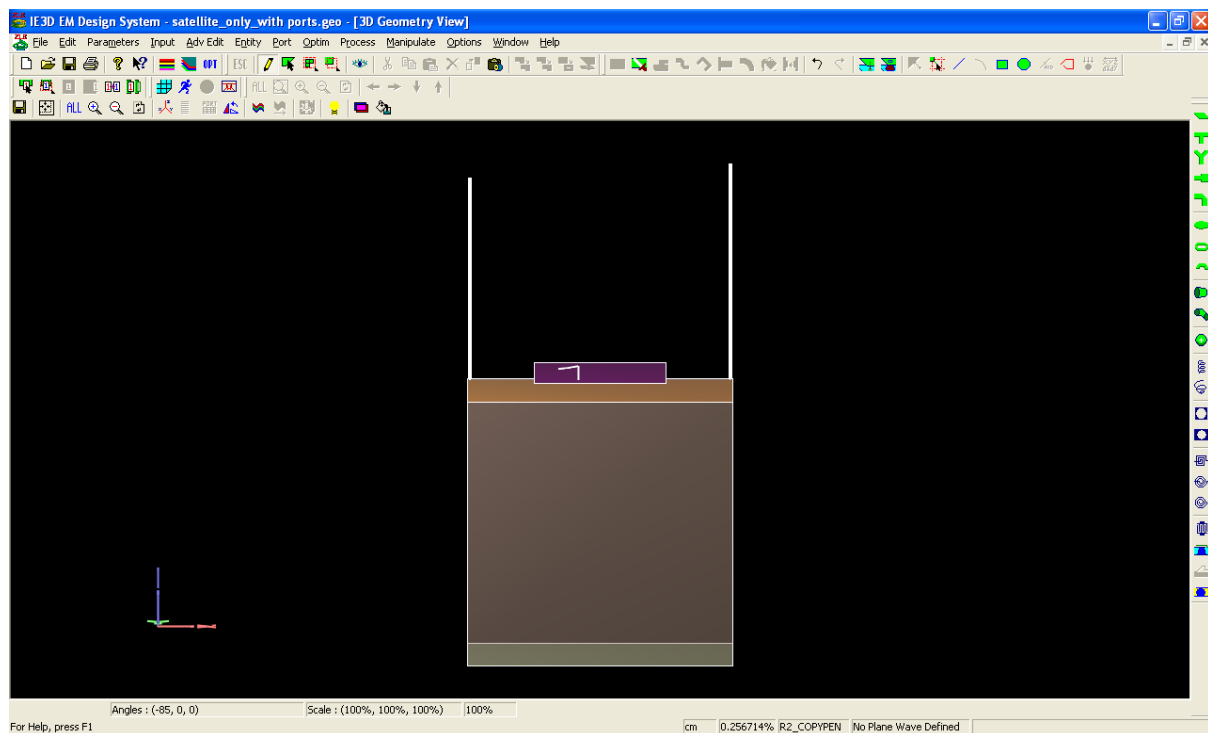 IE3D EM Design System - satellite_only_with ports.geo - [3D Geometry View]
File Edit Parameters Input Adv Edit Entity Port Optim Process Manipulate Options Window Help
OPT ESC
ALL
ALL
Angles : (-85, 0, 0) Scale : (100%, 100%, 100%) 100%
For Help, press F1 cm 0.256714% R2_COPYPEN No Plane Wave Defined